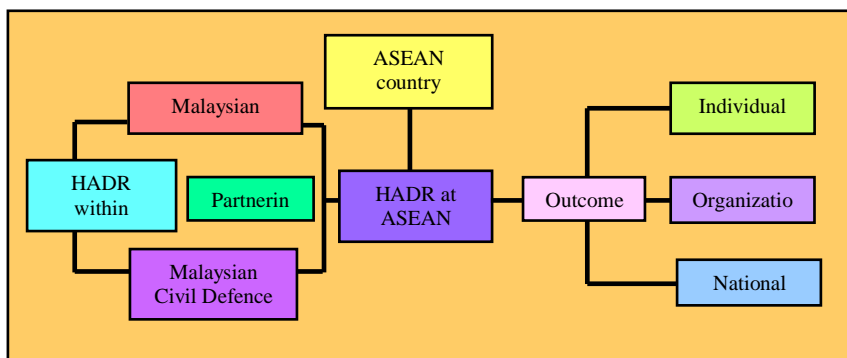 ASEAN
country
Malaysian
Individual
HADR
within
Partnerin
HADR at
ASEAN
Outcome
Organizatio
Malaysian
Civil Defence
National